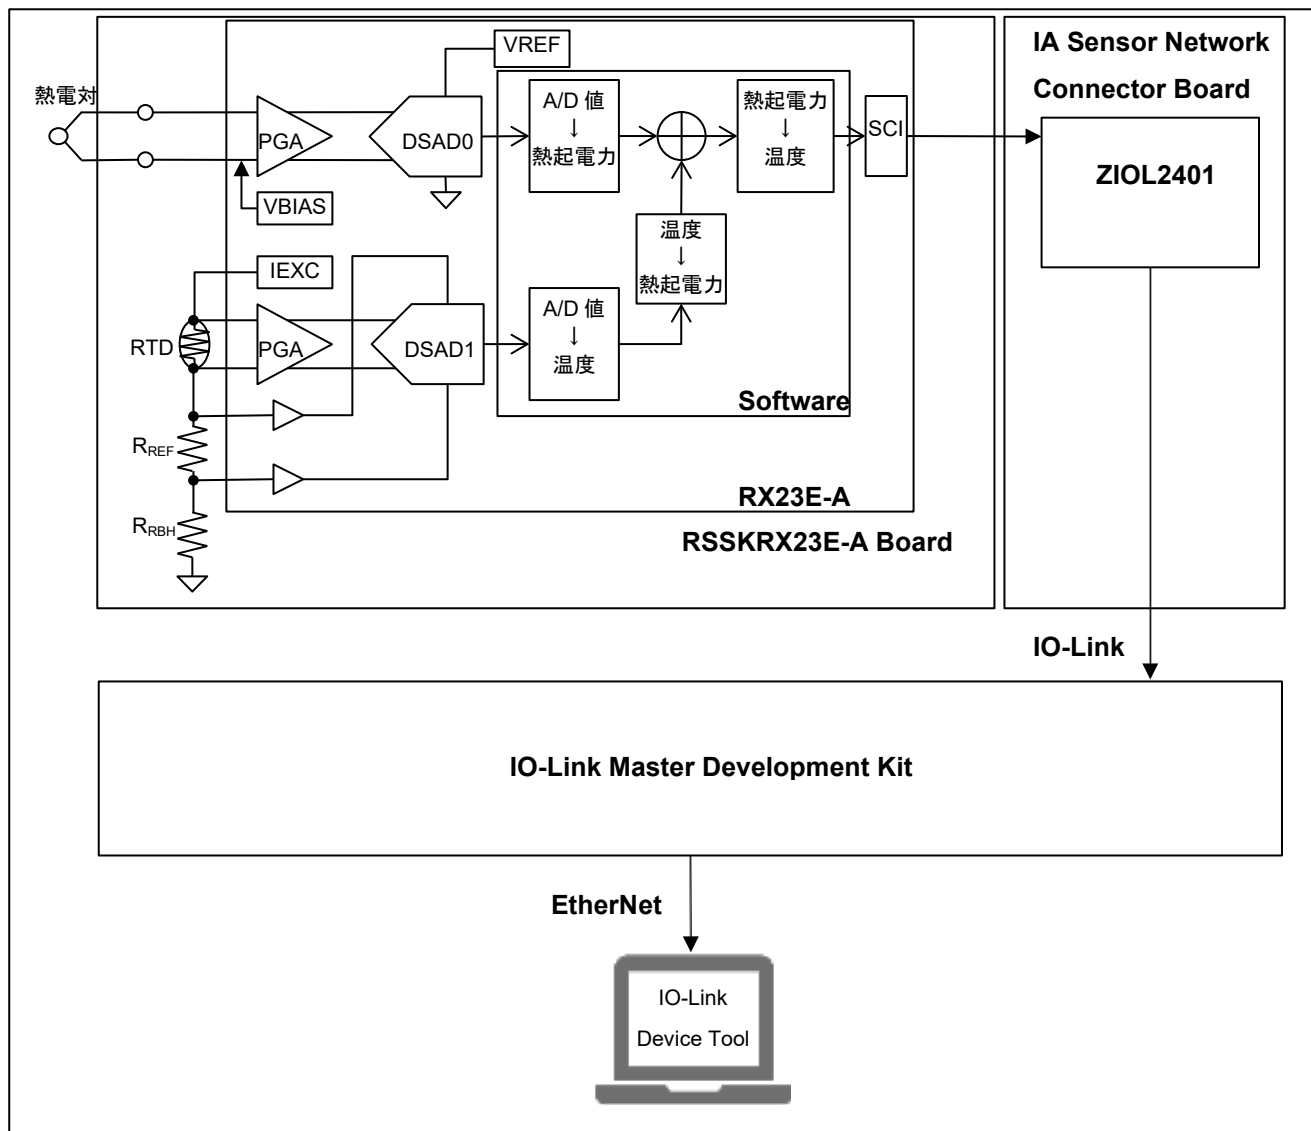 熱電対
PGA
VBIAS
DSAD0
VREF
A/D 値
↓
熱起電力
熱起電力
↓
温度
SCI
IA Sensor Network
Connector Board
ZIOL2401
IEXC
RTD
PGA
DSAD1
A/D 値
↓
温度
温度
↓
熱起電力
Software
RREF
RRBH
RX23E-A
RSSKRX23E-A Board
IO-Link
IO-Link Master Development Kit
EtherNet
IO-Link
Device Tool